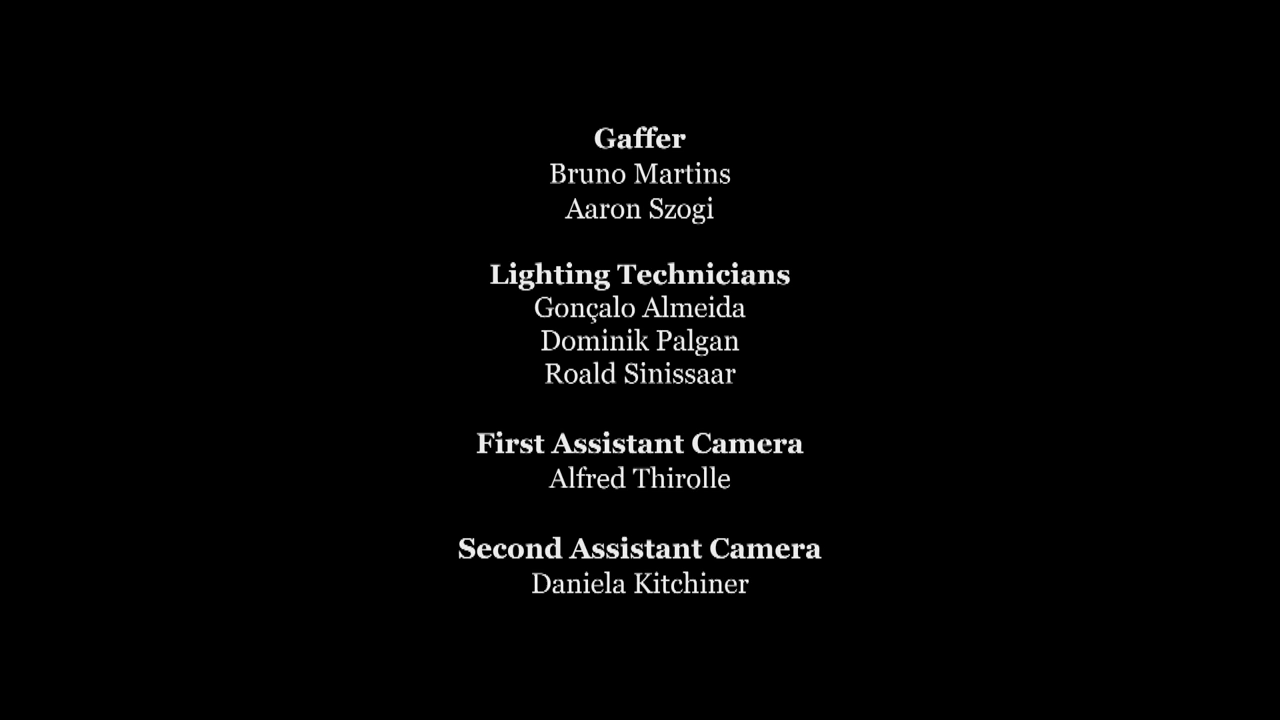 Gaffer
Bruno Martins
Aaron Szogi
Lighting Technicians
Gonçalo Almeida
Dominik Palgan
Roald Sinissaar
First Assistant Camera
Alfred Thirolle
Second Assistant Camera
Daniela Kitchiner